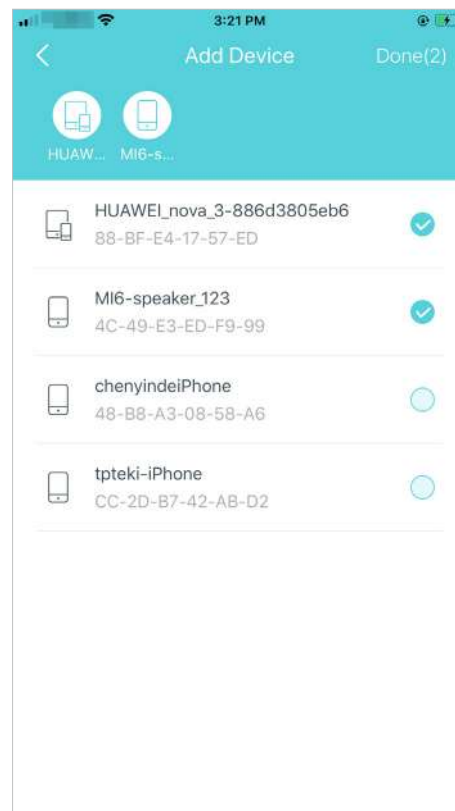 3:21 PM
Add Device
Done(2)
HUAW... MI6-s...
HUAWEI_nova_3-886d3805eb6
88-BF-E4-17-57-ED
MI6-speaker_123
4C-49-E3-ED-F9-99
chenyindeiPhone
48-B8-A3-08-58-A6
tpteki-iPhone
CC-2D-B7-42-AB-D2